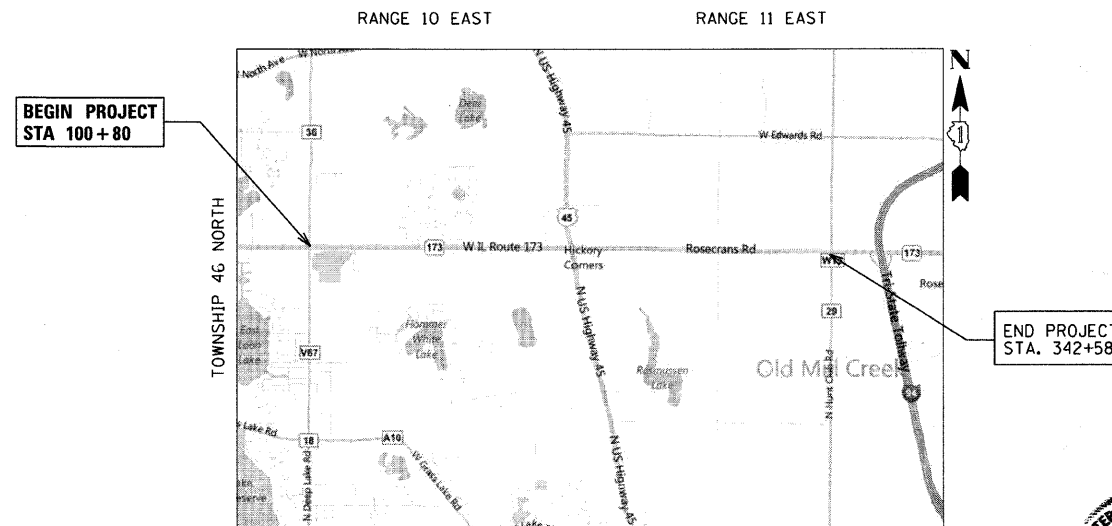 RANGE 10 EAST
RANGE 11 EAST
W North Ave
N
BEGIN PROJECT
STA 100+80
Deer
Lake
N US Highway 45
36
W Edwards Rd
1
TOWNSHIP 46 NORTH
45
173
W IL Route 173
Hickory
Corners
Rosecrans Rd
173
Rose
East
Loon
Lake
V67
Hammer
White
Lake
N US Highway 45
29
Tri-State Tollway
END PROJECT
STA. 342+58
Rasmussen
Lake
Old Mill Creek
N Hunt Club Rd
s Lake Rd
18
A10
W Grass Lake Rd
N Deep Lake Rd
N US Highway 45